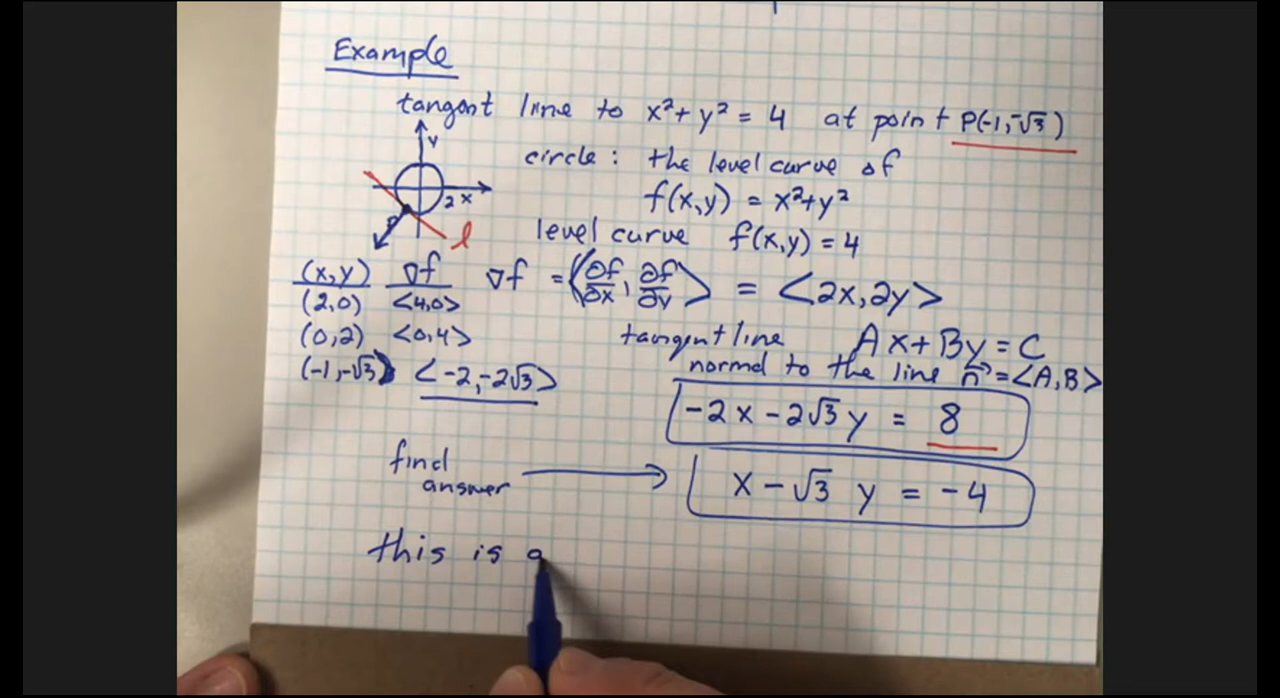 Example
tangent line to x²+ y² = 4 at point P(-1,-√3)
y
circle: the level curve of
2 x
f(x,y) = x²+y²
P
l
level curve f(x,y) = 4
(x,y) ∇f ∇f = <∂f/∂x, ∂f/∂y> = <2x,2y>
(2,0) <4,0>
(0,2) <0,4> tangent line Ax + By = C
(-1,-√3) <-2,-2√3> normal to the line n⃗ = <A,B>
-2x - 2√3 y = 8
find
answer → x - √3 y = -4
this is